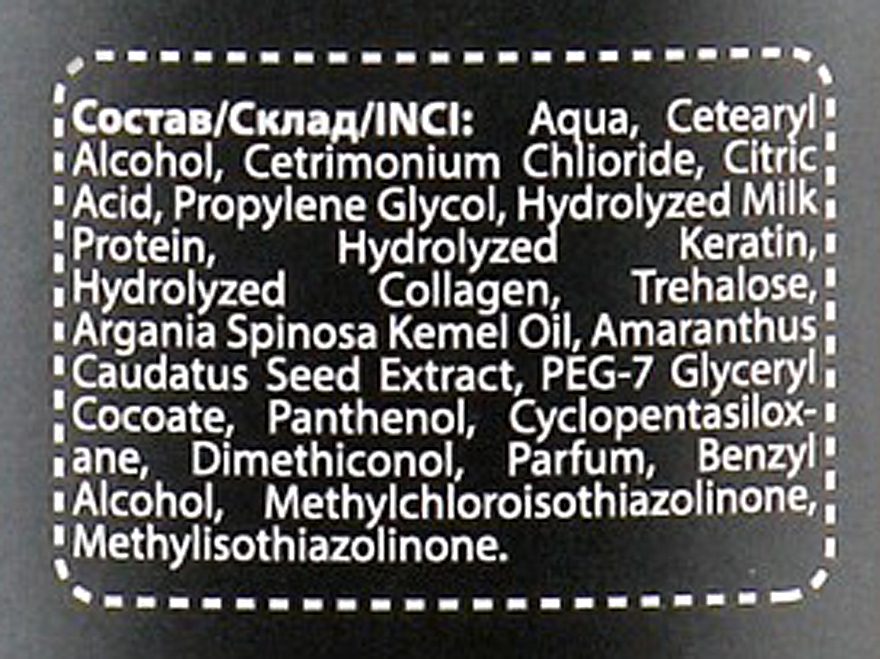 Состав/Склад/INCI: Aqua, Cetearyl
Alcohol, Cetrimonium Chlioride, Citric
Acid, Propylene Glycol, Hydrolyzed Milk
Protein, Hydrolyzed Keratin,
Hydrolyzed Collagen, Trehalose,
Argania Spinosa Kemel Oil, Amaranthus
Caudatus Seed Extract, PEG-7 Glyceryl
Cocoate, Panthenol, Cyclopentasilox-
ane, Dimethiconol, Parfum, Benzyl
Alcohol, Methylchloroisothiazolinone,
Methylisothiazolinone.